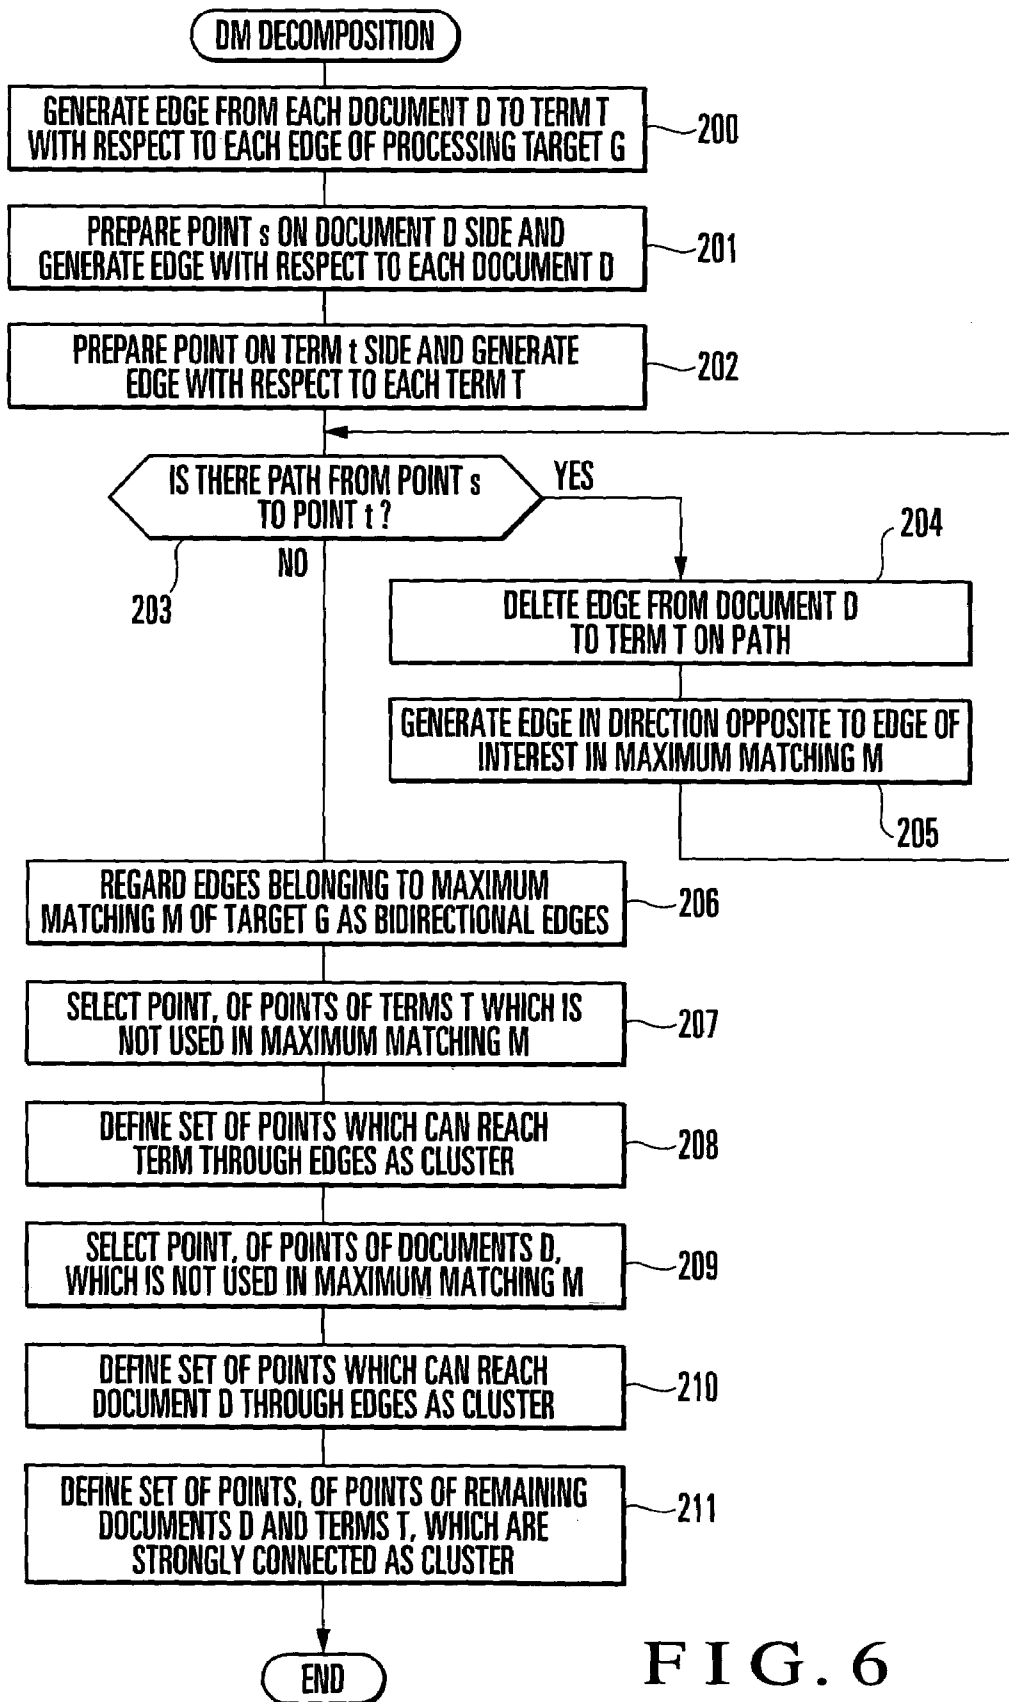 DM DECOMPOSITION
GENERATE EDGE FROM EACH DOCUMENT D TO TERM T
WITH RESPECT TO EACH EDGE OF PROCESSING TARGET G
200
PREPARE POINT s ON DOCUMENT D SIDE AND
GENERATE EDGE WITH RESPECT TO EACH DOCUMENT D
201
PREPARE POINT ON TERM t SIDE AND GENERATE
EDGE WITH RESPECT TO EACH TERM T
202
IS THERE PATH FROM POINT s
TO POINT t ?
YES
NO
203
204
DELETE EDGE FROM DOCUMENT D
TO TERM T ON PATH
GENERATE EDGE IN DIRECTION OPPOSITE TO EDGE OF
INTEREST IN MAXIMUM MATCHING M
205
REGARD EDGES BELONGING TO MAXIMUM
MATCHING M OF TARGET G AS BIDIRECTIONAL EDGES
206
SELECT POINT, OF POINTS OF TERMS T WHICH IS
NOT USED IN MAXIMUM MATCHING M
207
DEFINE SET OF POINTS WHICH CAN REACH
TERM THROUGH EDGES AS CLUSTER
208
SELECT POINT, OF POINTS OF DOCUMENTS D,
WHICH IS NOT USED IN MAXIMUM MATCHING M
209
DEFINE SET OF POINTS WHICH CAN REACH
DOCUMENT D THROUGH EDGES AS CLUSTER
210
DEFINE SET OF POINTS, OF POINTS OF REMAINING
DOCUMENTS D AND TERMS T, WHICH ARE
STRONGLY CONNECTED AS CLUSTER
211
END
FIG. 6